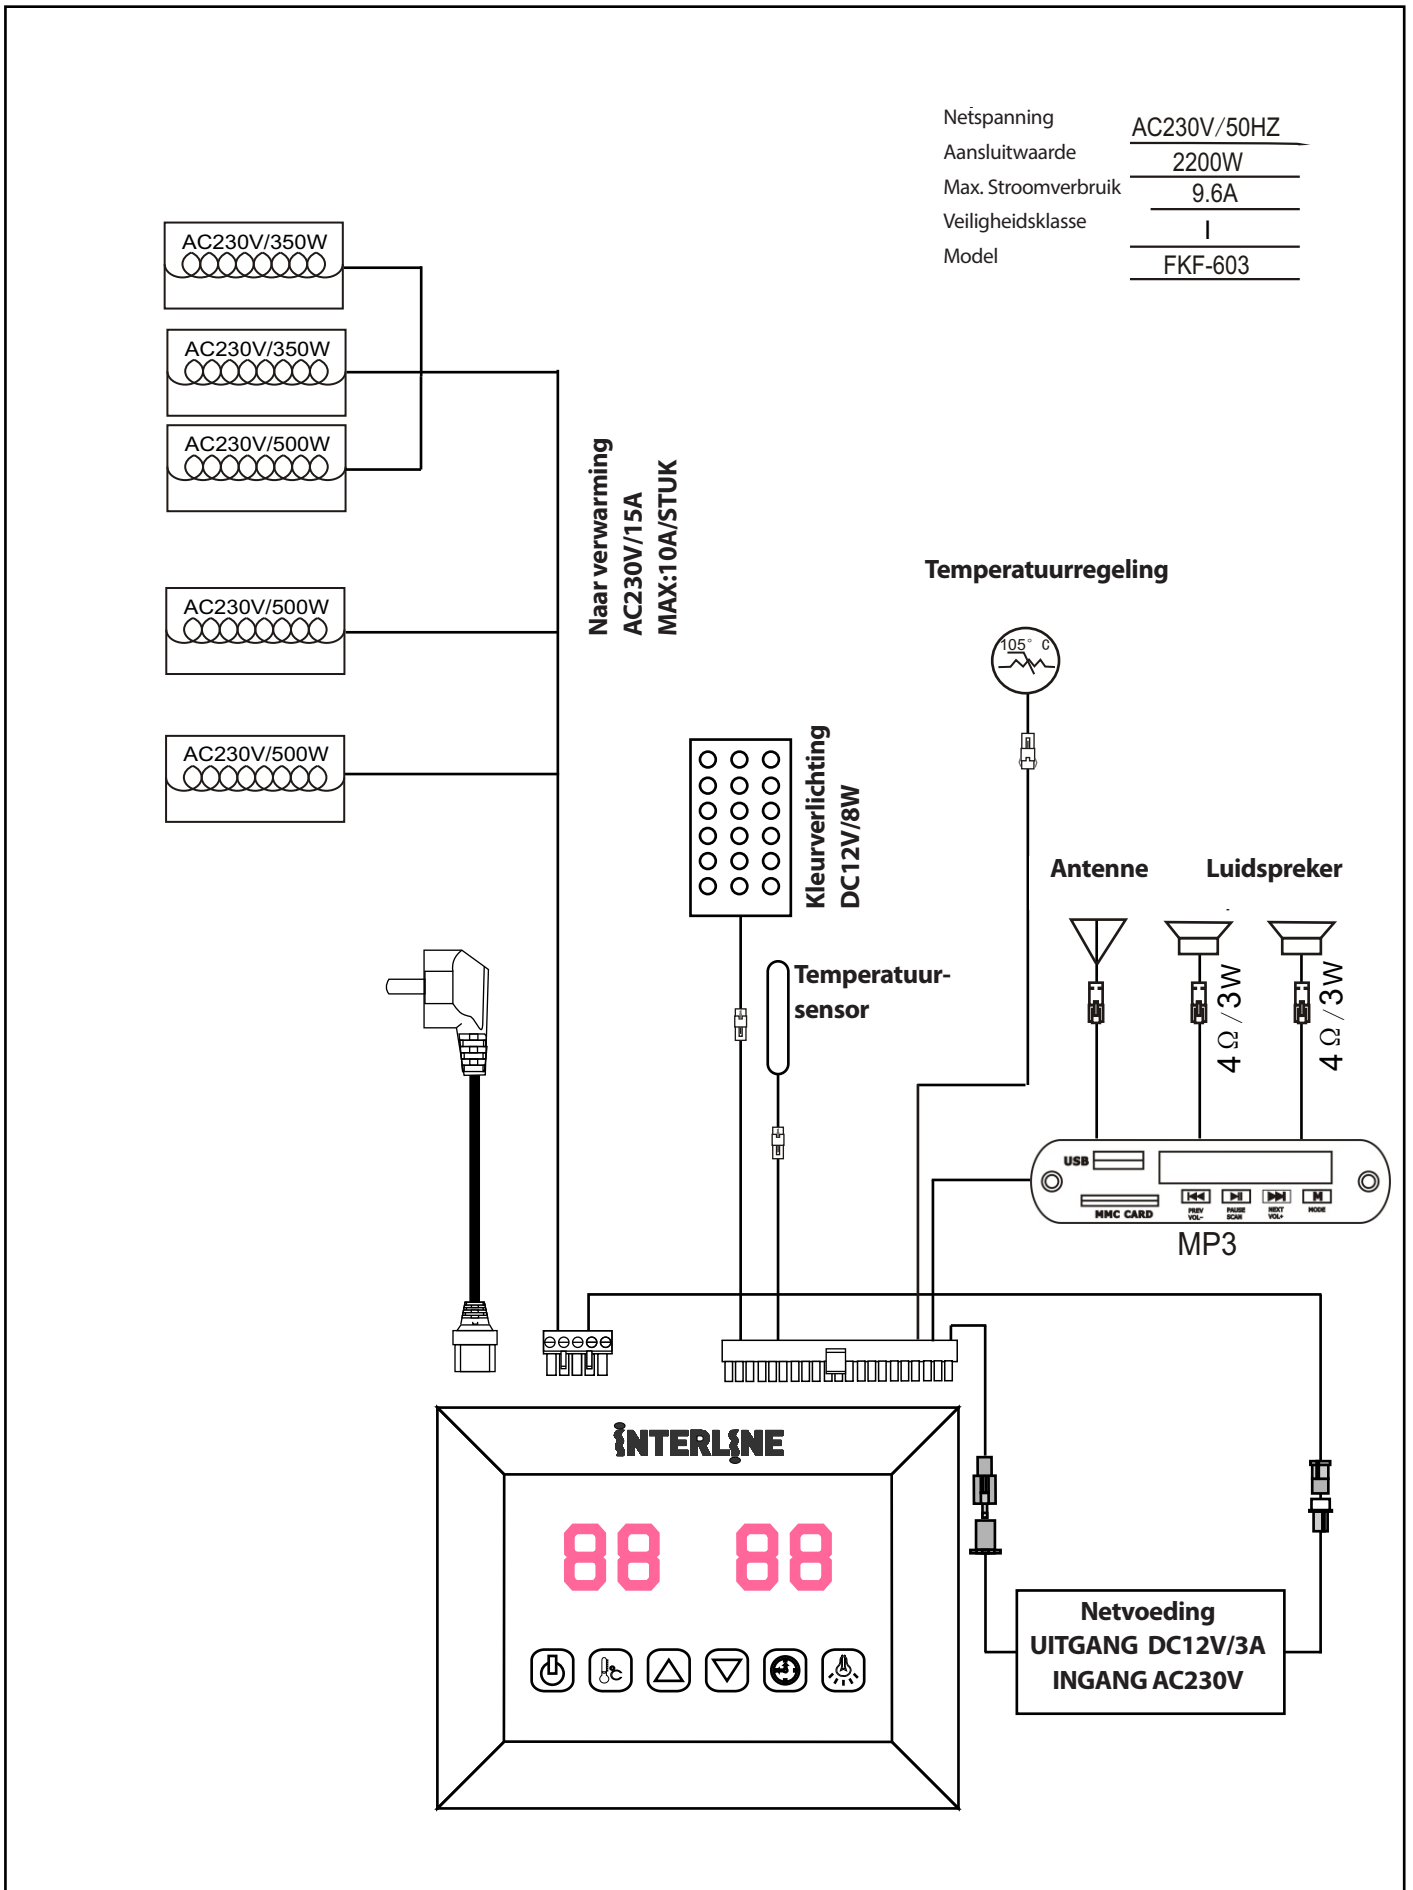 Netspanning AC230V/50HZ
Aansluitwaarde 2200W
Max. Stroomverbruik 9.6A
Veiligheidsklasse I
Model FKF-603
AC230V/350W
AC230V/350W
AC230V/500W
AC230V/500W
AC230V/500W
Naar verwarming
AC230V/15A
MAX:10A/STUK
Temperatuurregeling
105° C
Kleurverlichting
DC12V/8W
Temperatuur-
sensor
Antenne
Luidspreker
4Ω/3W
4Ω/3W
USB
MMC CARD
PREV
VOL-
PAUSE
SCAN
NEXT
VOL+
M
MODE
MP3
iNTERLiNE
88 88
°C
Netvoeding
UITGANG DC12V/3A
INGANG AC230V